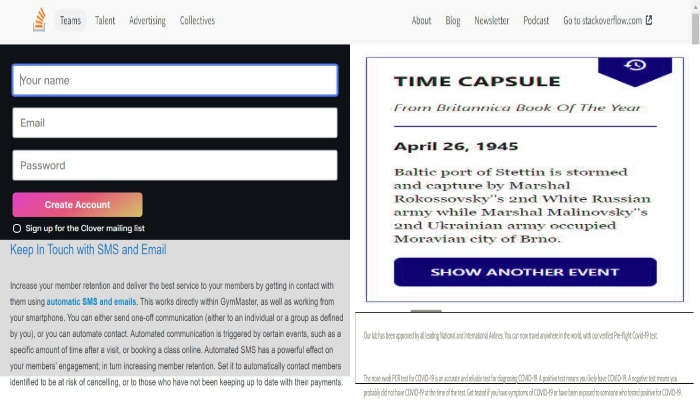 Teams Talent Advertising Collectives About Blog Newsletter Podcast Go to stackoverflow.com
Your name
Email
Password
Create Account
Sign up for the Clover mailing list
Keep In Touch with SMS and Email
Increase your member retention and deliver the best service to your members by getting in contact with
them using automatic SMS and emails. This works directly within GymMaster, as well as working from
your smartphone. You can either send one-off communication (either to an individual or a group as defined
by you), or you can automate contact. Automated communication is triggered by certain events, such as a
specific amount of time after a visit, or booking a class online. Automated SMS has a powerful effect on
your members' engagement; in turn increasing member retention. Set it to automatically contact members
identified to be at risk of cancelling, or to those who have not been keeping up to date with their payments.
TIME CAPSULE
From Britannica Book Of The Year
April 26, 1945
Baltic port of Stettin is stormed
and capture by Marshal
Rokossovsky"s 2nd White Russian
army while Marshal Malinovsky"s
2nd Ukrainian army occupied
Moravian city of Brno.
SHOW ANOTHER EVENT
Our lab has been approved by all leading National and International Airlines. You can now travel anywhere in the world, with our verified Pre-flight Covid-19 test.
The nose swab PCR test for COVID-19 is an accurate and reliable test for diagnosing COVID-19. A positive test means you likely have COVID-19. A negative test means you
probably did not have COVID-19 at the time of the test. Get tested if you have symptoms of COVID-19 or have been exposed to someone who tested positive for COVID-19.